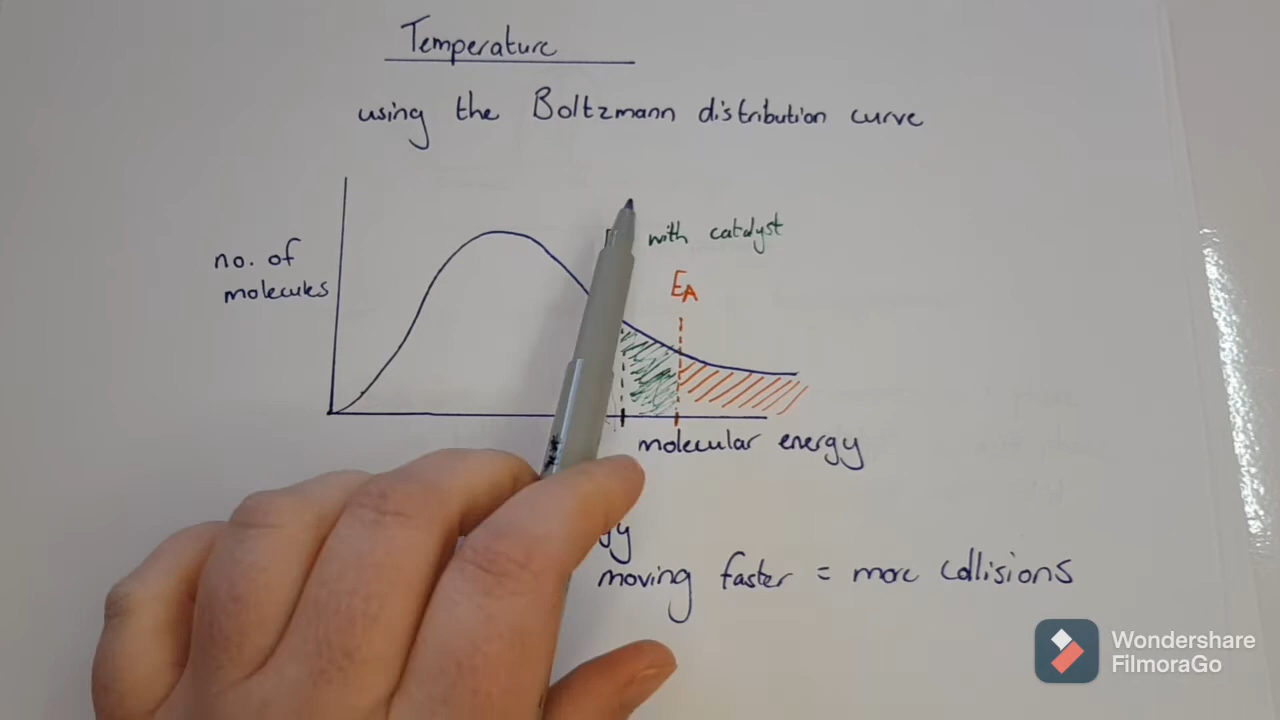 Temperature
using the Boltzmann distribution curve
with catalyst
no. of
molecules
EA
molecular energy
moving faster = more collisions
Wondershare
FilmoraGo